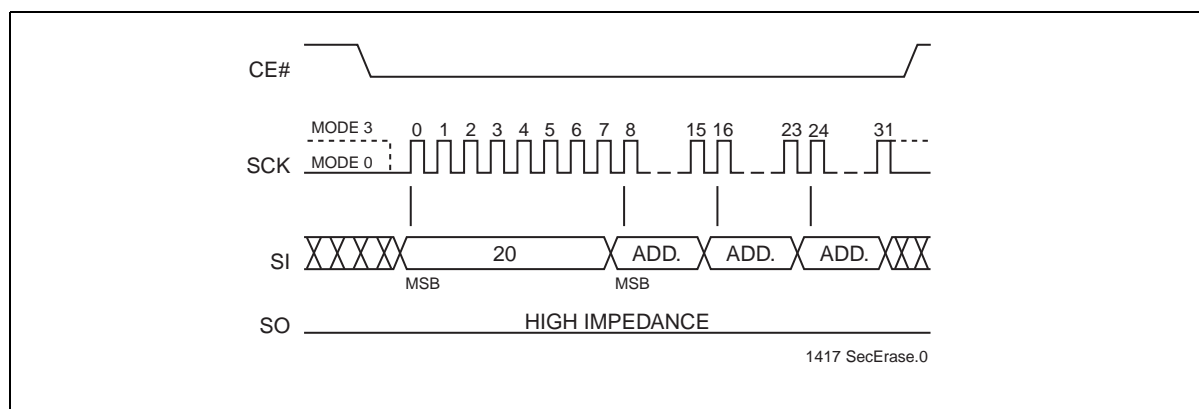 CE#
MODE 3
0 1 2 3 4 5 6 7 8 15 16 23 24 31
SCK
MODE 0
SI
20 ADD. ADD. ADD.
MSB MSB
SO
HIGH IMPEDANCE
1417 SecErase.0